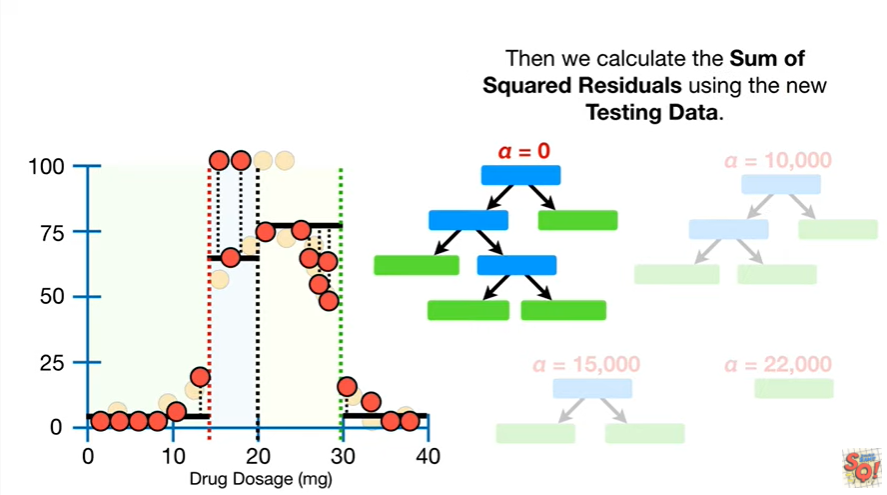 Then we calculate the Sum of
Squared Residuals using the new
Testing Data.
α = 0
α = 10,000
α = 15,000
α = 22,000
100
75
50
25
0
0 10 20 30 40
Drug Dosage (mg)
SQ!